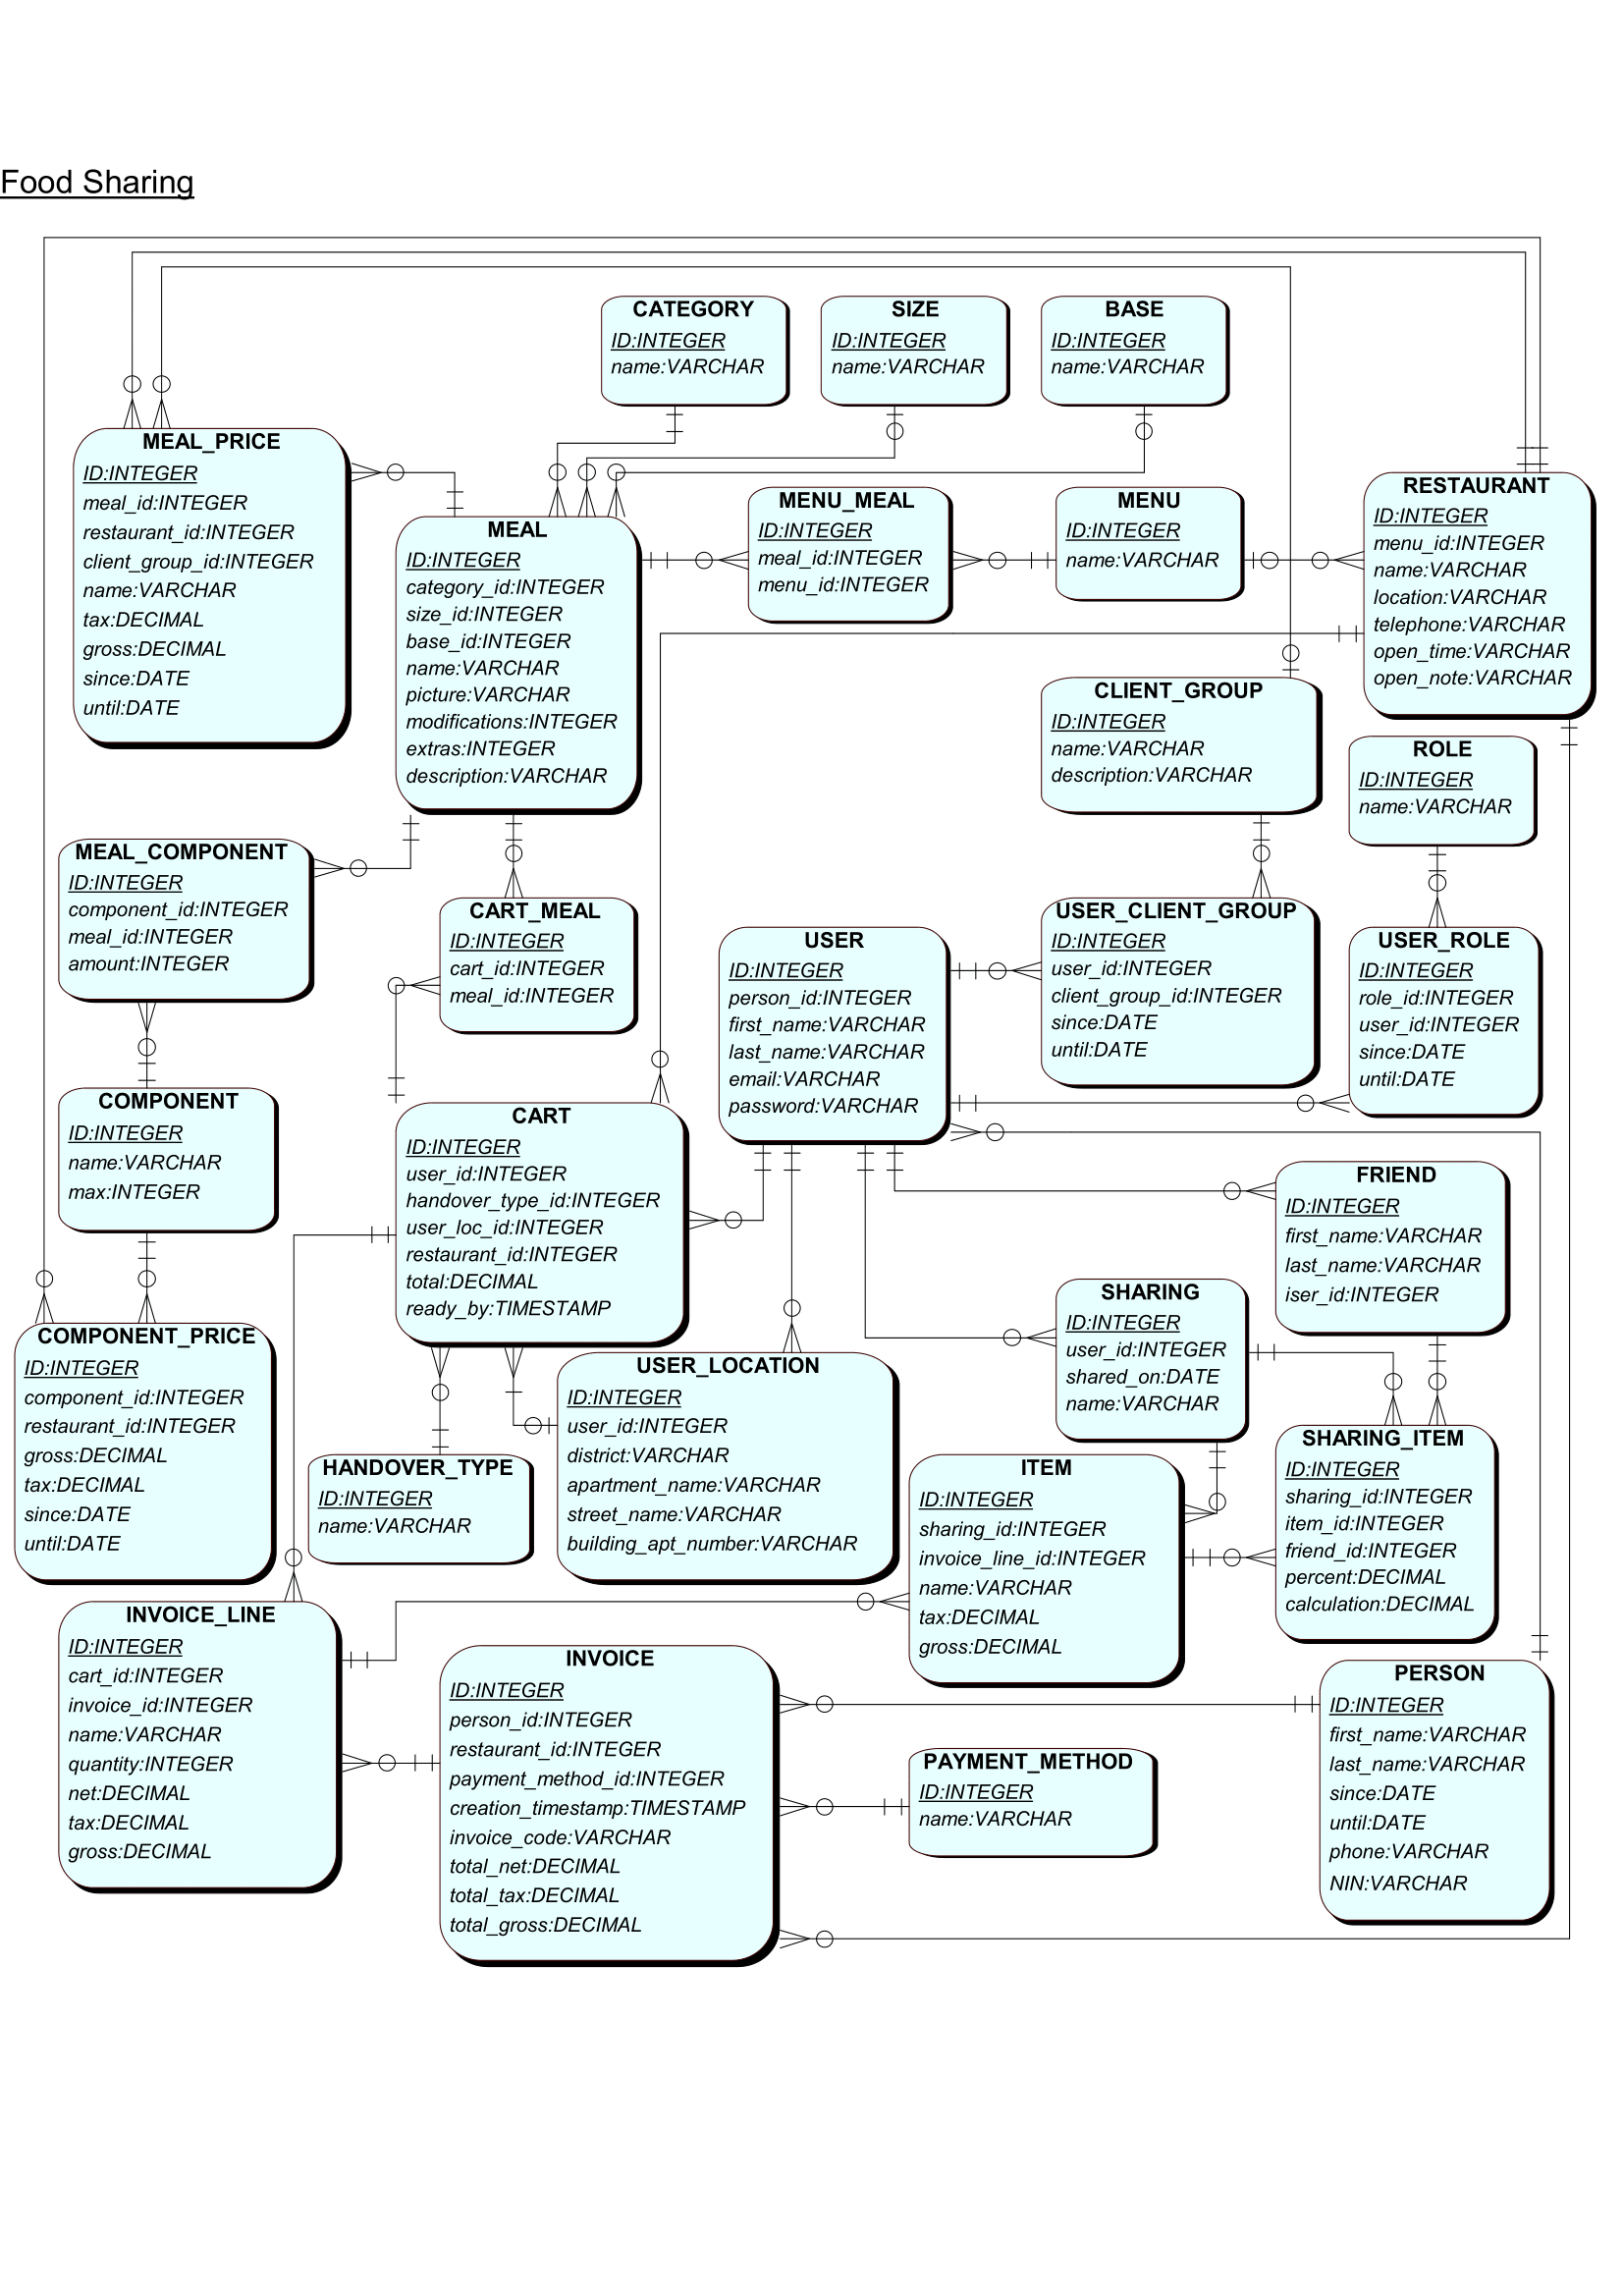 Food Sharing
CATEGORY
ID:INTEGER
name:VARCHAR
SIZE
ID:INTEGER
name:VARCHAR
BASE
ID:INTEGER
name:VARCHAR
MEAL_PRICE
ID:INTEGER
meal_id:INTEGER
restaurant_id:INTEGER
client_group_id:INTEGER
name:VARCHAR
tax:DECIMAL
gross:DECIMAL
since:DATE
until:DATE
MEAL
ID:INTEGER
category_id:INTEGER
size_id:INTEGER
base_id:INTEGER
name:VARCHAR
picture:VARCHAR
modifications:INTEGER
extras:INTEGER
description:VARCHAR
MENU_MEAL
ID:INTEGER
meal_id:INTEGER
menu_id:INTEGER
MENU
ID:INTEGER
name:VARCHAR
RESTAURANT
ID:INTEGER
menu_id:INTEGER
name:VARCHAR
location:VARCHAR
telephone:VARCHAR
open_time:VARCHAR
open_note:VARCHAR
CLIENT_GROUP
ID:INTEGER
name:VARCHAR
description:VARCHAR
ROLE
ID:INTEGER
name:VARCHAR
MEAL_COMPONENT
ID:INTEGER
component_id:INTEGER
meal_id:INTEGER
amount:INTEGER
CART_MEAL
ID:INTEGER
cart_id:INTEGER
meal_id:INTEGER
USER
ID:INTEGER
person_id:INTEGER
first_name:VARCHAR
last_name:VARCHAR
email:VARCHAR
password:VARCHAR
USER_CLIENT_GROUP
ID:INTEGER
user_id:INTEGER
client_group_id:INTEGER
since:DATE
until:DATE
USER_ROLE
ID:INTEGER
role_id:INTEGER
user_id:INTEGER
since:DATE
until:DATE
COMPONENT
ID:INTEGER
name:VARCHAR
max:INTEGER
CART
ID:INTEGER
user_id:INTEGER
handover_type_id:INTEGER
user_loc_id:INTEGER
restaurant_id:INTEGER
total:DECIMAL
ready_by:TIMESTAMP
FRIEND
ID:INTEGER
first_name:VARCHAR
last_name:VARCHAR
iser_id:INTEGER
SHARING
ID:INTEGER
user_id:INTEGER
shared_on:DATE
name:VARCHAR
COMPONENT_PRICE
ID:INTEGER
component_id:INTEGER
restaurant_id:INTEGER
gross:DECIMAL
tax:DECIMAL
since:DATE
until:DATE
USER_LOCATION
ID:INTEGER
user_id:INTEGER
district:VARCHAR
apartment_name:VARCHAR
street_name:VARCHAR
building_apt_number:VARCHAR
HANDOVER_TYPE
ID:INTEGER
name:VARCHAR
ITEM
ID:INTEGER
sharing_id:INTEGER
invoice_line_id:INTEGER
name:VARCHAR
tax:DECIMAL
gross:DECIMAL
SHARING_ITEM
ID:INTEGER
sharing_id:INTEGER
item_id:INTEGER
friend_id:INTEGER
percent:DECIMAL
calculation:DECIMAL
INVOICE_LINE
ID:INTEGER
cart_id:INTEGER
invoice_id:INTEGER
name:VARCHAR
quantity:INTEGER
net:DECIMAL
tax:DECIMAL
gross:DECIMAL
INVOICE
ID:INTEGER
person_id:INTEGER
restaurant_id:INTEGER
payment_method_id:INTEGER
creation_timestamp:TIMESTAMP
invoice_code:VARCHAR
total_net:DECIMAL
total_tax:DECIMAL
total_gross:DECIMAL
PAYMENT_METHOD
ID:INTEGER
name:VARCHAR
PERSON
ID:INTEGER
first_name:VARCHAR
last_name:VARCHAR
since:DATE
until:DATE
phone:VARCHAR
NIN:VARCHAR